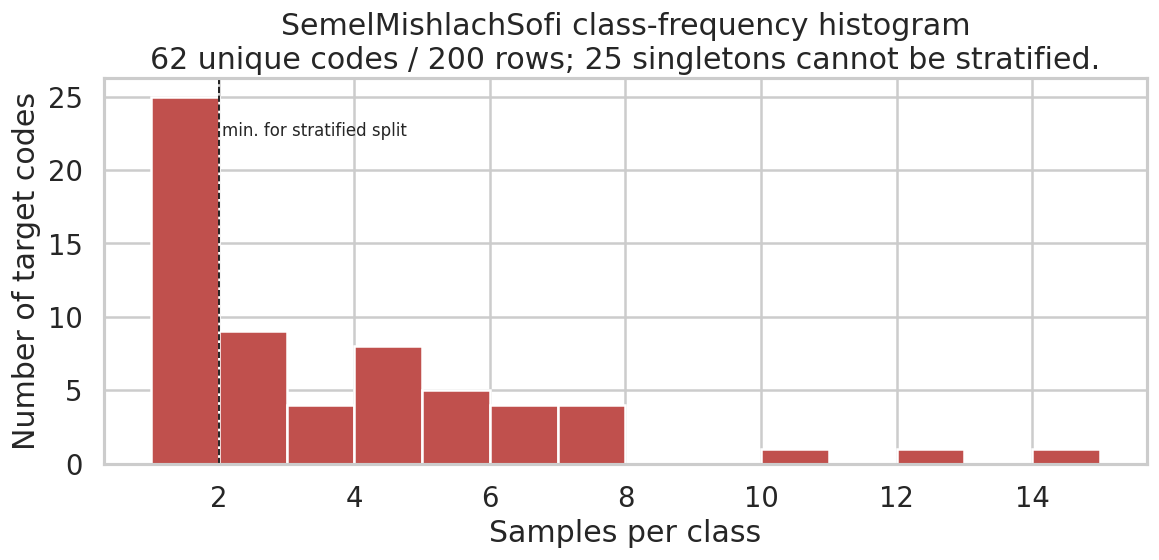 SemelMishlachSofi class-frequency histogram
62 unique codes / 200 rows; 25 singletons cannot be stratified.
Number of target codes
25
20
15
10
5
0
min. for stratified split
2
4
6
8
10
12
14
Samples per class